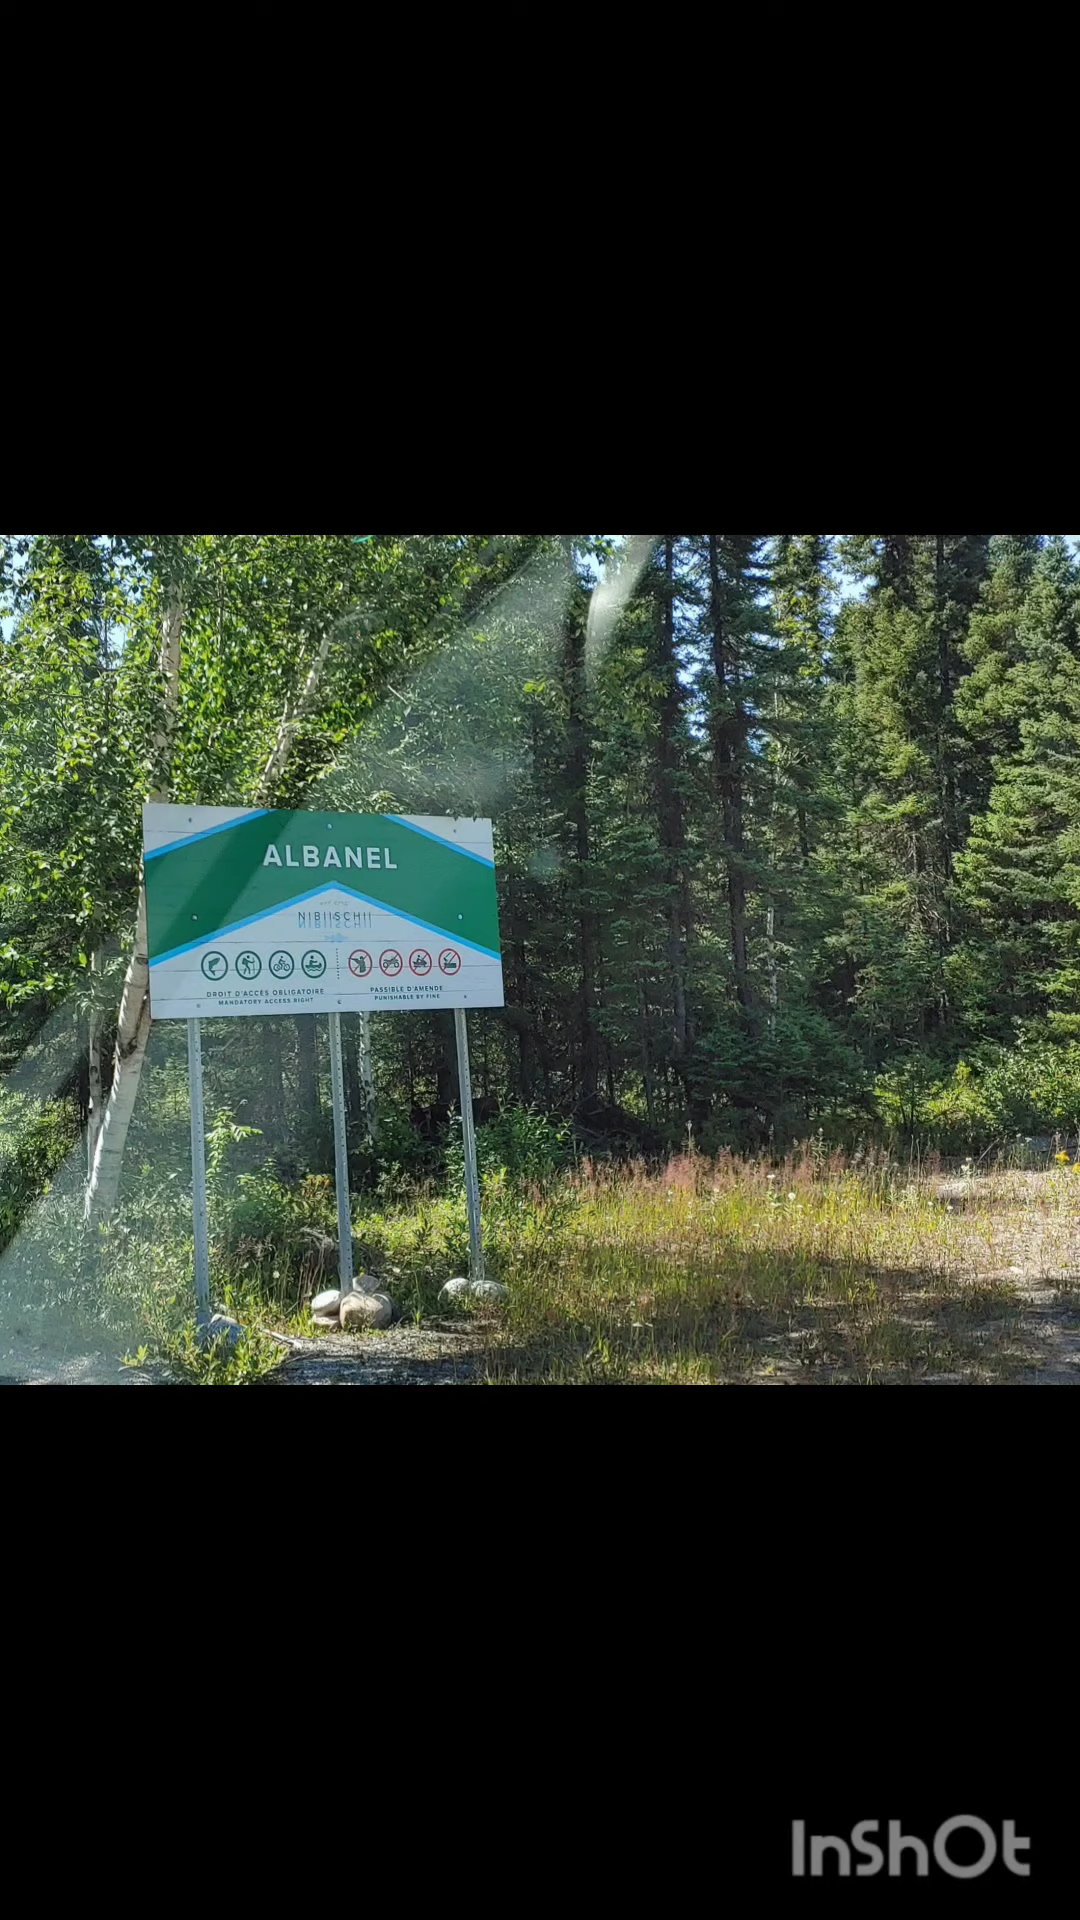 ALBANEL
NIBIISCHII
DROIT D'ACCÈS OBLIGATOIRE
MANDATORY ACCESS RIGHT
PASSIBLE D'AMENDE
PUNISHABLE BY FINE
InShOt